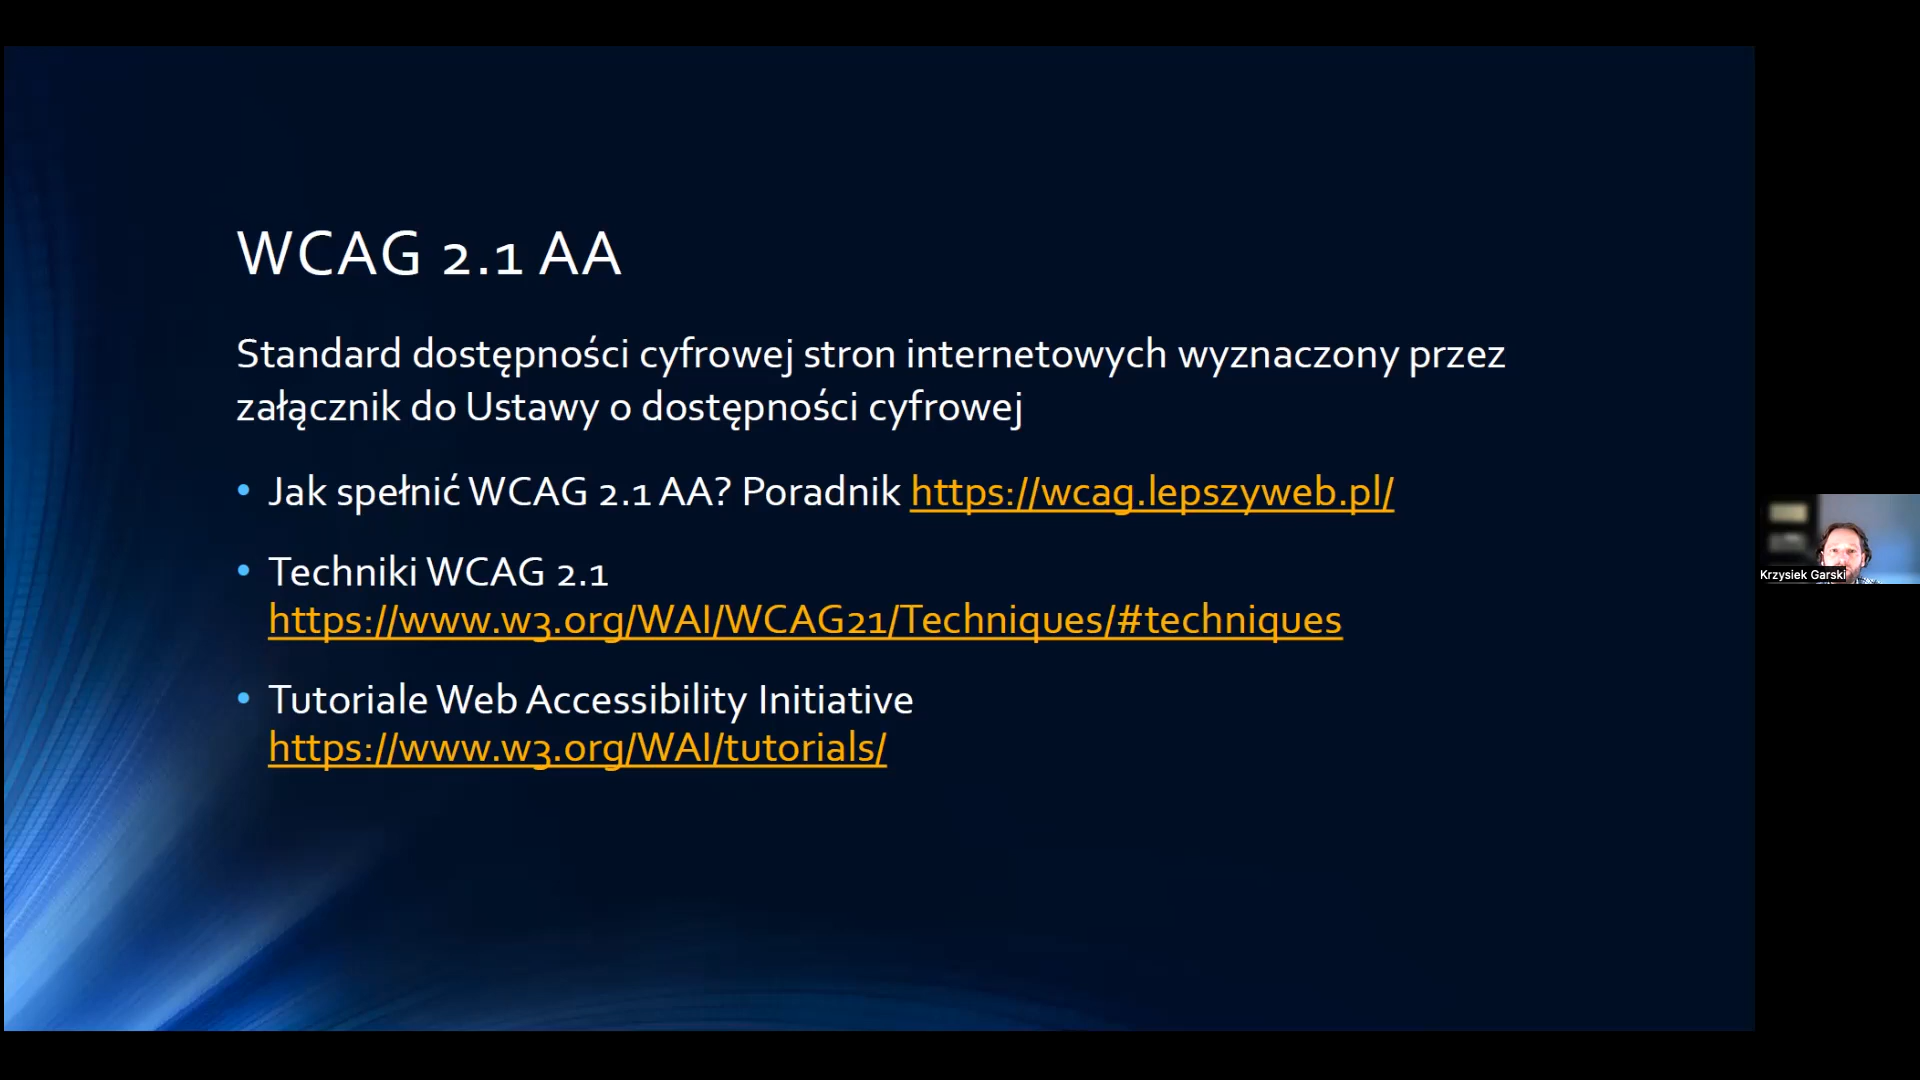 WCAG 2.1 AA
Standard dostępności cyfrowej stron internetowych wyznaczony przez
załącznik do Ustawy o dostępności cyfrowej
• Jak spełnić WCAG 2.1 AA? Poradnik https://wcag.lepszyweb.pl/
• Techniki WCAG 2.1
https://www.w3.org/WAI/WCAG21/Techniques/#techniques
• Tutoriale Web Accessibility Initiative
https://www.w3.org/WAI/tutorials/
Krzysiek Garski